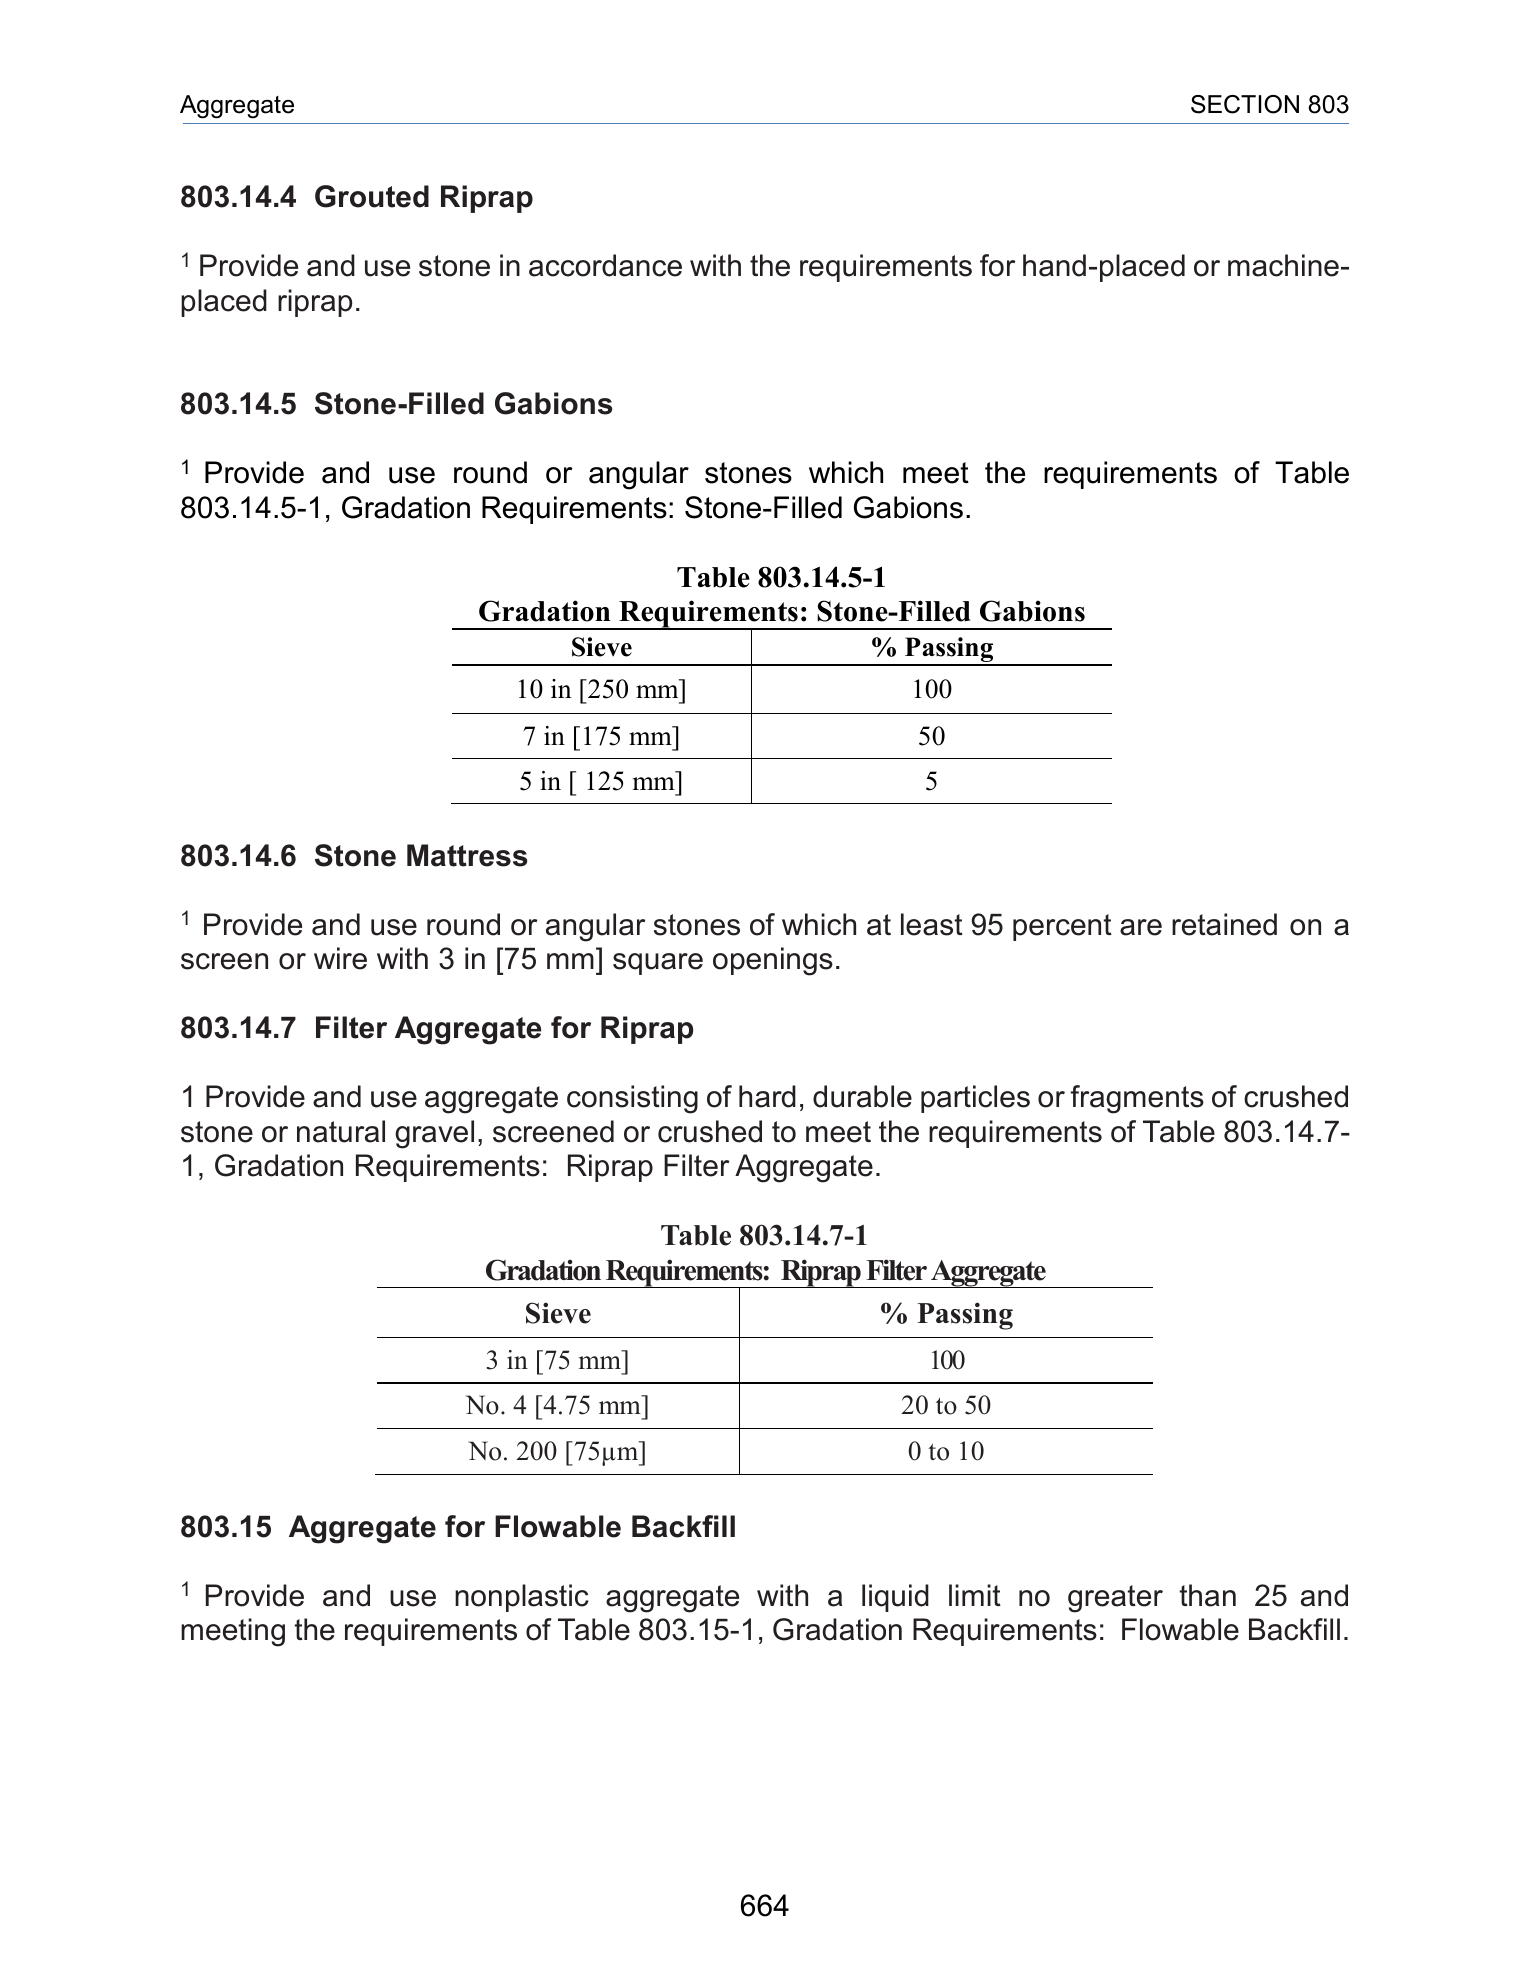 Aggregate SECTION 803
803.14.4 Grouted Riprap
1 Provide and use stone in accordance with the requirements for hand-placed or machine-
placed riprap.
803.14.5 Stone-Filled Gabions
1 Provide and use round or angular stones which meet the requirements of Table
803.14.5-1, Gradation Requirements: Stone-Filled Gabions.
Table 803.14.5-1
Gradation Requirements: Stone-Filled Gabions
Sieve % Passing
10 in [250 mm] 100
7 in [175 mm] 50
5 in [ 125 mm] 5
803.14.6 Stone Mattress
1 Provide and use round or angular stones of which at least 95 percent are retained on a
screen or wire with 3 in [75 mm] square openings.
803.14.7 Filter Aggregate for Riprap
1 Provide and use aggregate consisting of hard, durable particles or fragments of crushed
stone or natural gravel, screened or crushed to meet the requirements of Table 803.14.7-
1, Gradation Requirements: Riprap Filter Aggregate.
Table 803.14.7-1
Gradation Requirements: Riprap Filter Aggregate
Sieve % Passing
3 in [75 mm] 100
No. 4 [4.75 mm] 20 to 50
No. 200 [75µm] 0 to 10
803.15 Aggregate for Flowable Backfill
1 Provide and use nonplastic aggregate with a liquid limit no greater than 25 and
meeting the requirements of Table 803.15-1, Gradation Requirements: Flowable Backfill.
664